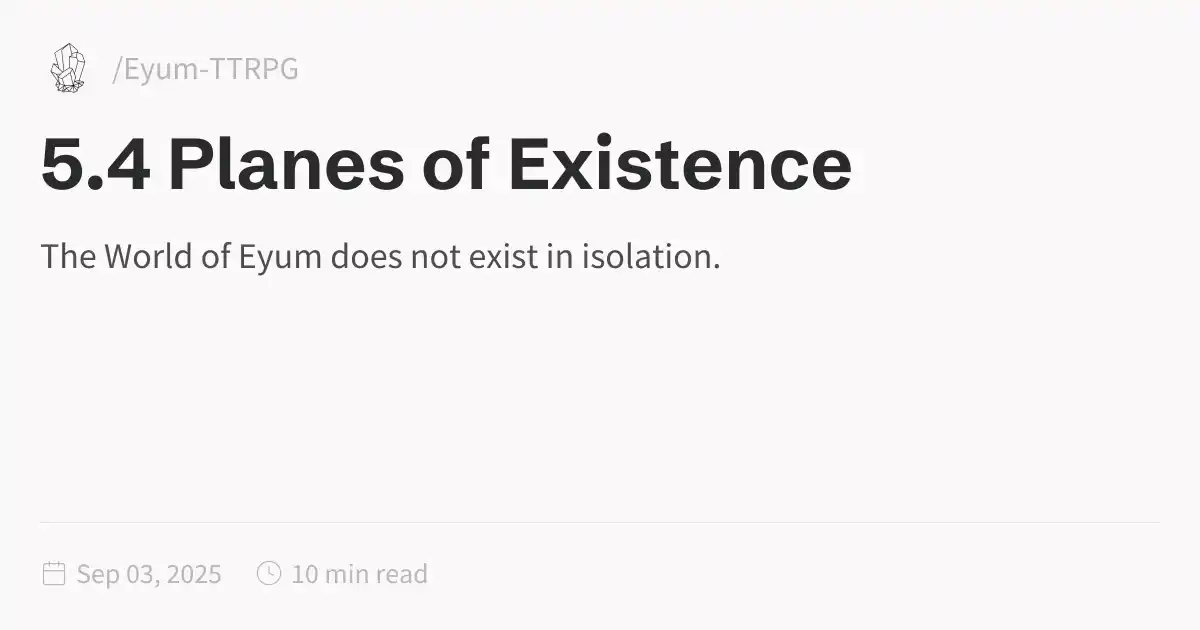 /Eyum-TTRPG
5.4 Planes of Existence
The World of Eyum does not exist in isolation.
Sep 03, 2025 10 min read